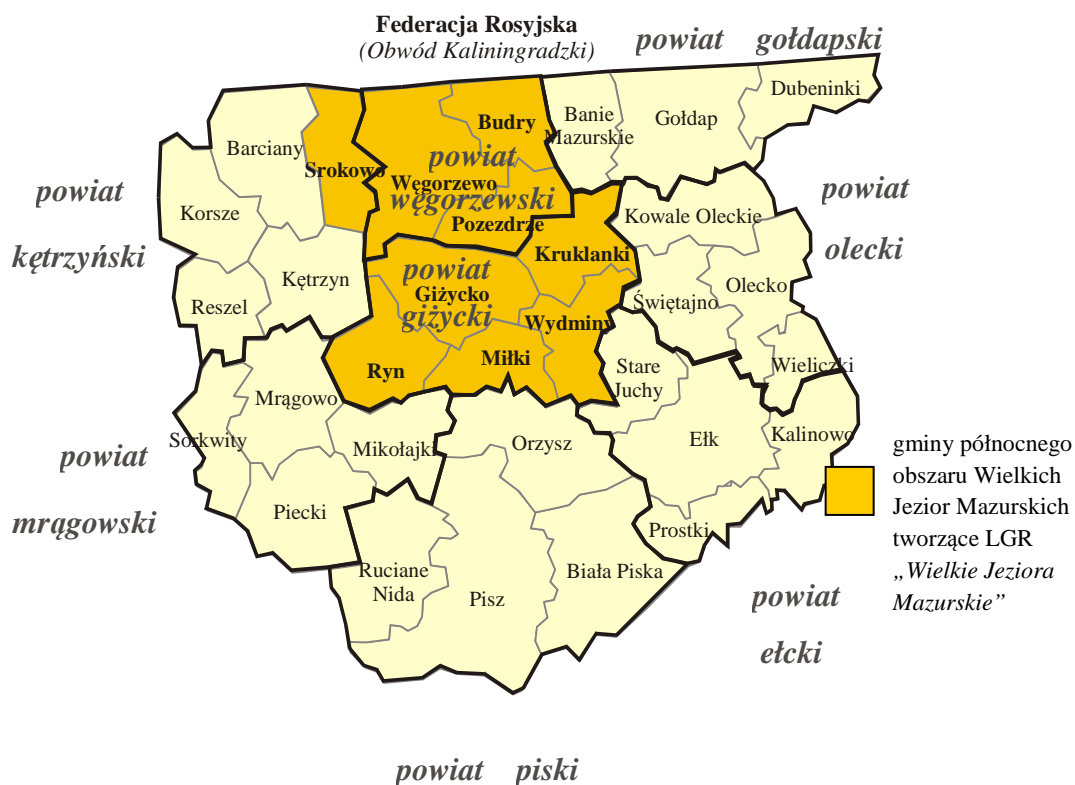 Federacja Rosyjska
(Obwód Kaliningradzki)
powiat gołdapski
Dubeninki
Banie
Mazurskie
Gołdap
Budry
Barciany
powiat
Srokowo
Węgorzewo
węgorzewski
Pozezdrze
powiat
kętrzyński
Korsze
Kętrzyn
Reszel
Kowale Oleckie
powiat
olecki
Kruklanki
powiat
Giżycko
giżycki
Olecko
Świętajno
Wydminy
Miłki
Ryn
Stare
Juchy
Wieliczki
Mrągowo
Sorkwity
Mikołajki
Orzysz
Ełk
Kalinowo
powiat
mrągowski
Piecki
Prostki
Ruciane
Nida
Pisz
Biała Piska
gminy północnego
obszaru Wielkich
Jezior Mazurskich
tworzące LGR
„Wielkie Jeziora
Mazurskie”
powiat
ełcki
powiat piski